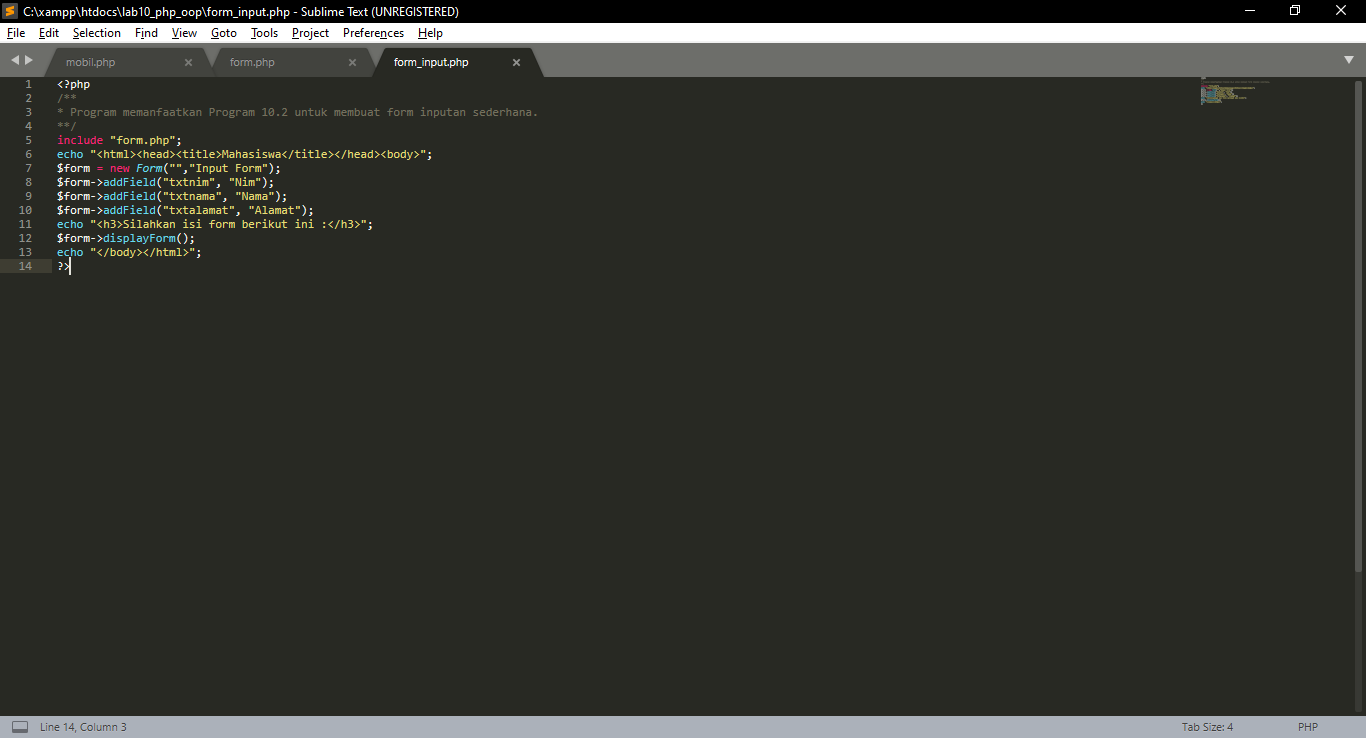 C:\xampp\htdocs\lab10_php_oop\form_input.php - Sublime Text (UNREGISTERED)
File Edit Selection Find View Goto Tools Project Preferences Help
mobil.php × form.php × form_input.php ×
1 <?php
2 /**
3 * Program memanfaatkan Program 10.2 untuk membuat form inputan sederhana.
4 **/
5 include "form.php";
6 echo "<html><head><title>Mahasiswa</title></head><body>";
7 $form = new Form("","Input Form");
8 $form->addField("txtnim", "Nim");
9 $form->addField("txtnama", "Nama");
10 $form->addField("txtalamat", "Alamat");
11 echo "<h3>Silahkan isi form berikut ini :</h3>";
12 $form->displayForm();
13 echo "</body></html>";
14 ?>
Line 14, Column 3 Tab Size: 4 PHP